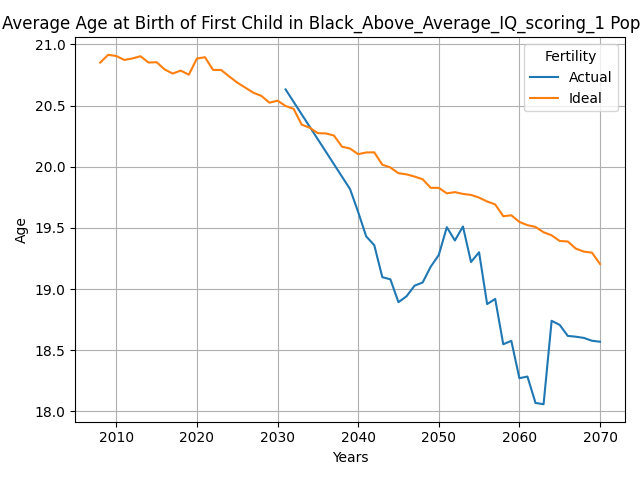 Average Age at Birth of First Child in Black_Above_Average_IQ_scoring_1 Pop
21.0
20.5
20.0
19.5
19.0
18.5
18.0
Age
Fertility
Actual
Ideal
2010 2020 2030 2040 2050 2060 2070
Years